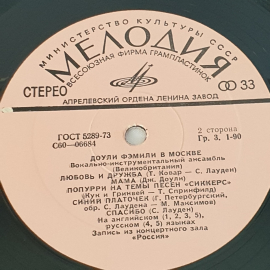 МИНИСТЕРСТВО КУЛЬТУРЫ СССР
МЕЛОДИЯ
ВСЕСОЮЗНАЯ ФИРМА ГРАМПЛАСТИНОК
СТЕРЕО
33
АПРЕЛЕВСКИЙ ОРДЕНА ЛЕНИНА ЗАВОД
ГОСТ 5289-73
С60—06684
2 сторона
Гр. 3. 1-90
ДОУЛИ ФЭМИЛИ В МОСКВЕ
Вокально-инструментальный ансамбль
(Великобритания)
ЛЮБОВЬ И ДРУЖБА (Т. Ковар — С. Лауден)
МАМА (Дж. Доули)
ПОПУРРИ НА ТЕМЫ ПЕСЕН «СИККЕРС»
(Кук и Гринвей — Т. Спрингфилд)
СИНИЙ ПЛАТОЧЕК (Г. Петербургский,
обр. С. Лаудена — М. Максимов)
СПАСИБО (С. Лауден)
На английском (1, 2, 3, 5),
русском (4, 5) языках
Запись из концертного зала
«Россия»